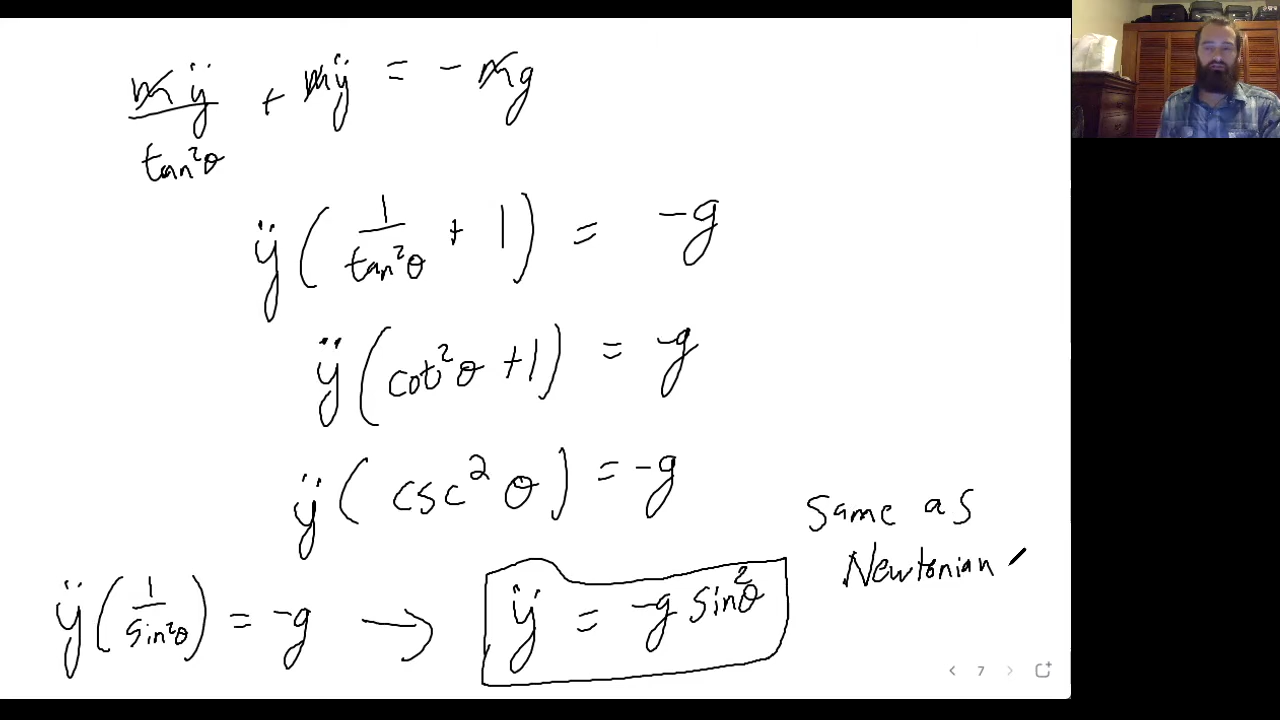 mÿ/tan²θ + mÿ = -mg
ÿ(1/tan²θ + 1) = -g
ÿ(cot²θ + 1) = -g
ÿ(csc²θ) = -g
ÿ(1/sin²θ) = -g → ÿ = -g sin²θ
Same as
Newtonian
< 7 >